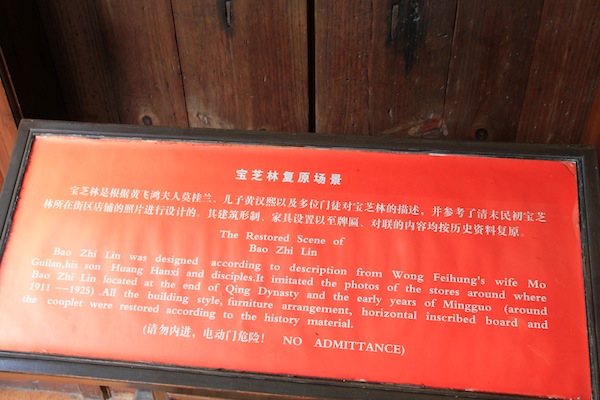 宝芝林复原场景
宝芝林是根据黄飞鸿夫人莫桂兰、儿子黄汉熙以及多位门徒对宝芝林的描述，并参考了清末民初宝芝
林所在街区店铺的照片进行设计的。其建筑形制、家具设置以至牌匾、对联的内容均按历史资料复原。
The Restored Scene of
Bao Zhi Lin
Bao Zhi Lin was designed according to description from Wong Feihung's wife Mo
Guilan,his son Huang Hanxi and disciples.It imitated the photos of the stores around where
Bao Zhi Lin located at the end of Qing Dynasty and the early years of Mingguo (around
1911—1925) .All the building style, furniture arrangement, horizontal inscribed board and
the couplet were restored according to the history material.
(请勿内进，电动门危险! NO ADMITTANCE)